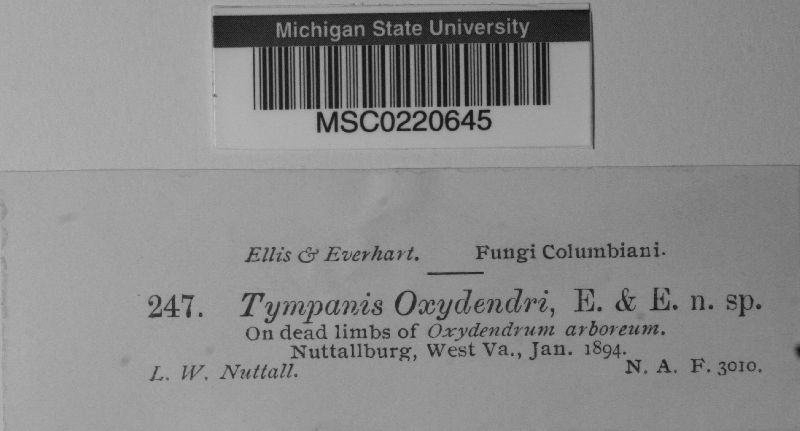 Michigan State University
MSC0220645
Ellis & Everhart. Fungi Columbiani.
247. Tympanis Oxydendri, E. & E. n. sp.
On dead limbs of Oxydendrum arboreum.
Nuttallburg, West Va., Jan. 1894.
L. W. Nuttall. N. A. F. 3010.